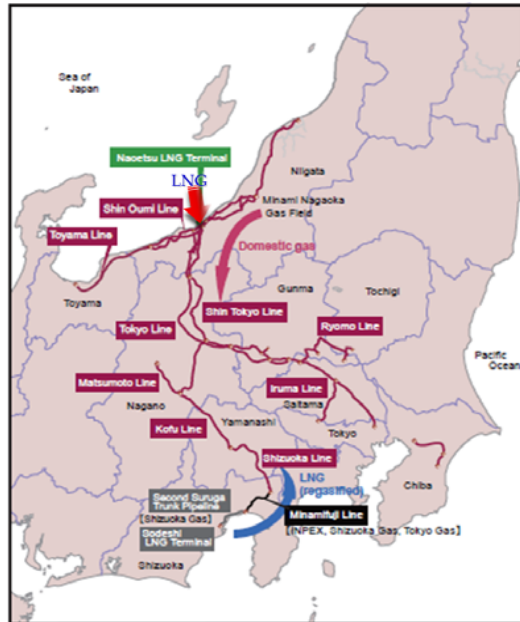 Sea of
Japan
Naoetsu LNG Terminal
LNG
Niigata
Shin Oumi Line
Minami Nagaoka
Gas Field
Toyama Line
Domestic gas
Toyama
Gunma
Tochigi
Shin Tokyo Line
Tokyo Line
Ryomo Line
Pacific
Ocean
Matsumoto Line
Iruma Line
Saitama
Nagano
Yamanashi
Kofu Line
Tokyo
Shizuoka Line
Chiba
LNG
(regasified)
Second Suruga
Trunk Pipeline
[Shizuoka Gas]
Minamifuji Line
[INPEX, Shizuoka Gas, Tokyo Gas]
Sodeshi
LNG Terminal
Shizuoka